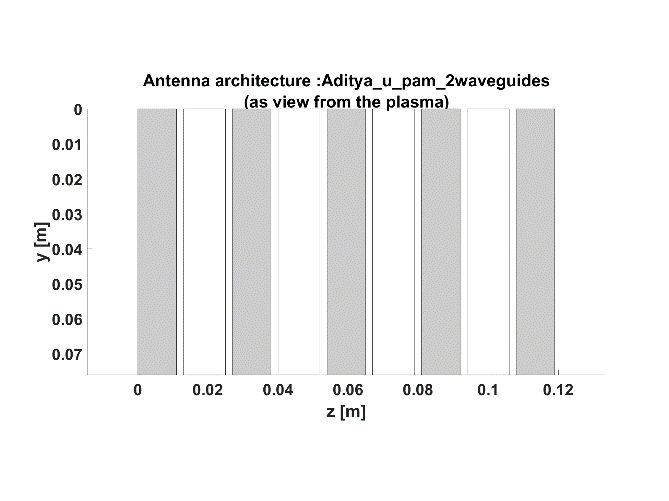 Antenna architecture :Aditya_u_pam_2waveguides
(as view from the plasma)
0
0.01
0.02
0.03
0.04
0.05
0.06
0.07
y [m]
0 0.02 0.04 0.06 0.08 0.1 0.12
z [m]